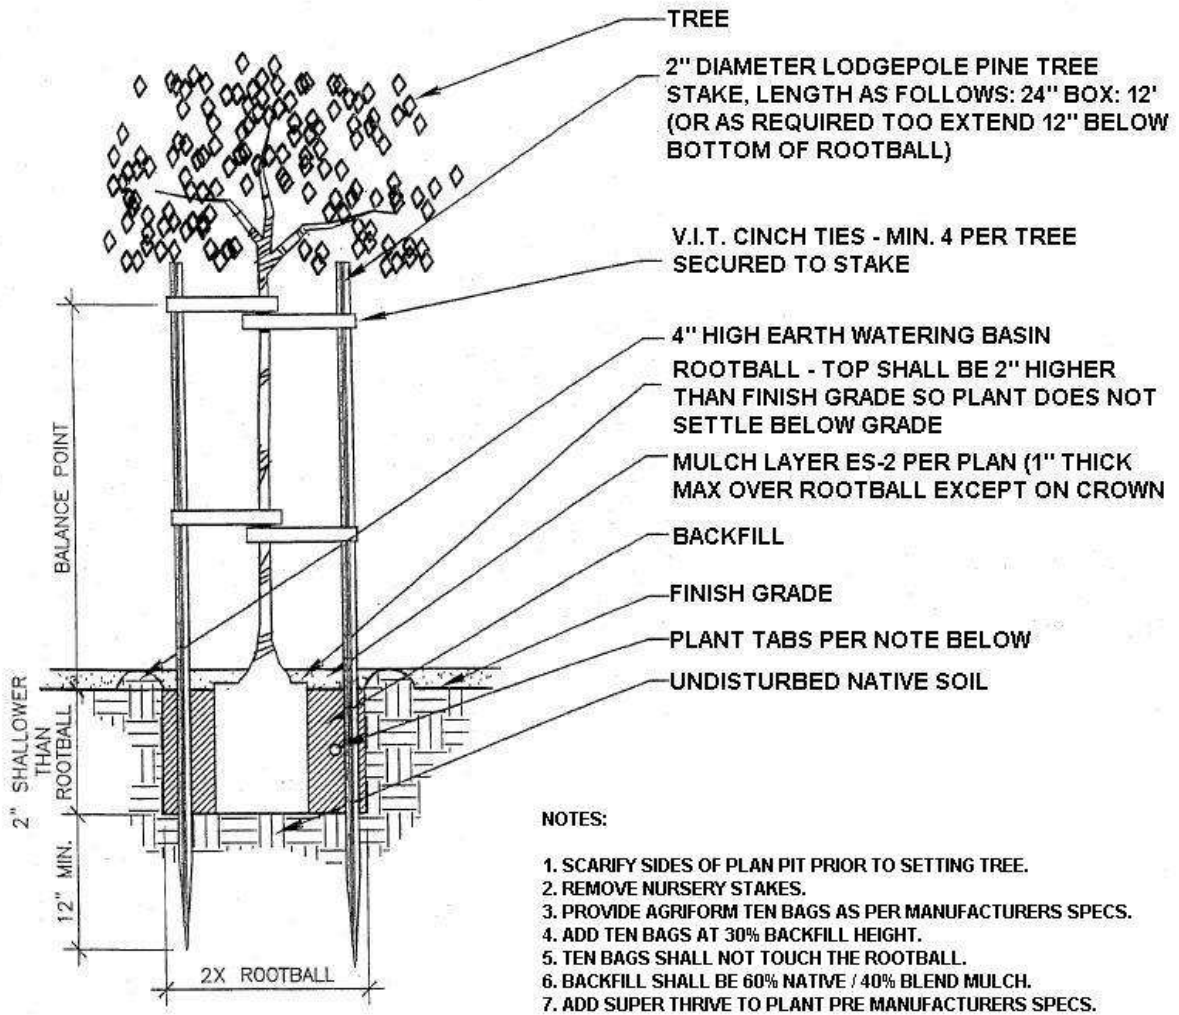 TREE
2" DIAMETER LODGEPOLE PINE TREE
STAKE, LENGTH AS FOLLOWS: 24" BOX: 12'
(OR AS REQUIRED TOO EXTEND 12" BELOW
BOTTOM OF ROOTBALL)
V.I.T. CINCH TIES - MIN. 4 PER TREE
SECURED TO STAKE
4" HIGH EARTH WATERING BASIN
ROOTBALL - TOP SHALL BE 2" HIGHER
THAN FINISH GRADE SO PLANT DOES NOT
SETTLE BELOW GRADE
MULCH LAYER ES-2 PER PLAN (1" THICK
MAX OVER ROOTBALL EXCEPT ON CROWN
BACKFILL
FINISH GRADE
PLANT TABS PER NOTE BELOW
UNDISTURBED NATIVE SOIL
BALANCE POINT
2" SHALLOWER
THAN
ROOTBALL
12" MIN.
2X ROOTBALL
NOTES:
1. SCARIFY SIDES OF PLAN PIT PRIOR TO SETTING TREE.
2. REMOVE NURSERY STAKES.
3. PROVIDE AGRIFORM TEN BAGS AS PER MANUFACTURERS SPECS.
4. ADD TEN BAGS AT 30% BACKFILL HEIGHT.
5. TEN BAGS SHALL NOT TOUCH THE ROOTBALL.
6. BACKFILL SHALL BE 60% NATIVE / 40% BLEND MULCH.
7. ADD SUPER THRIVE TO PLANT PRE MANUFACTURERS SPECS.